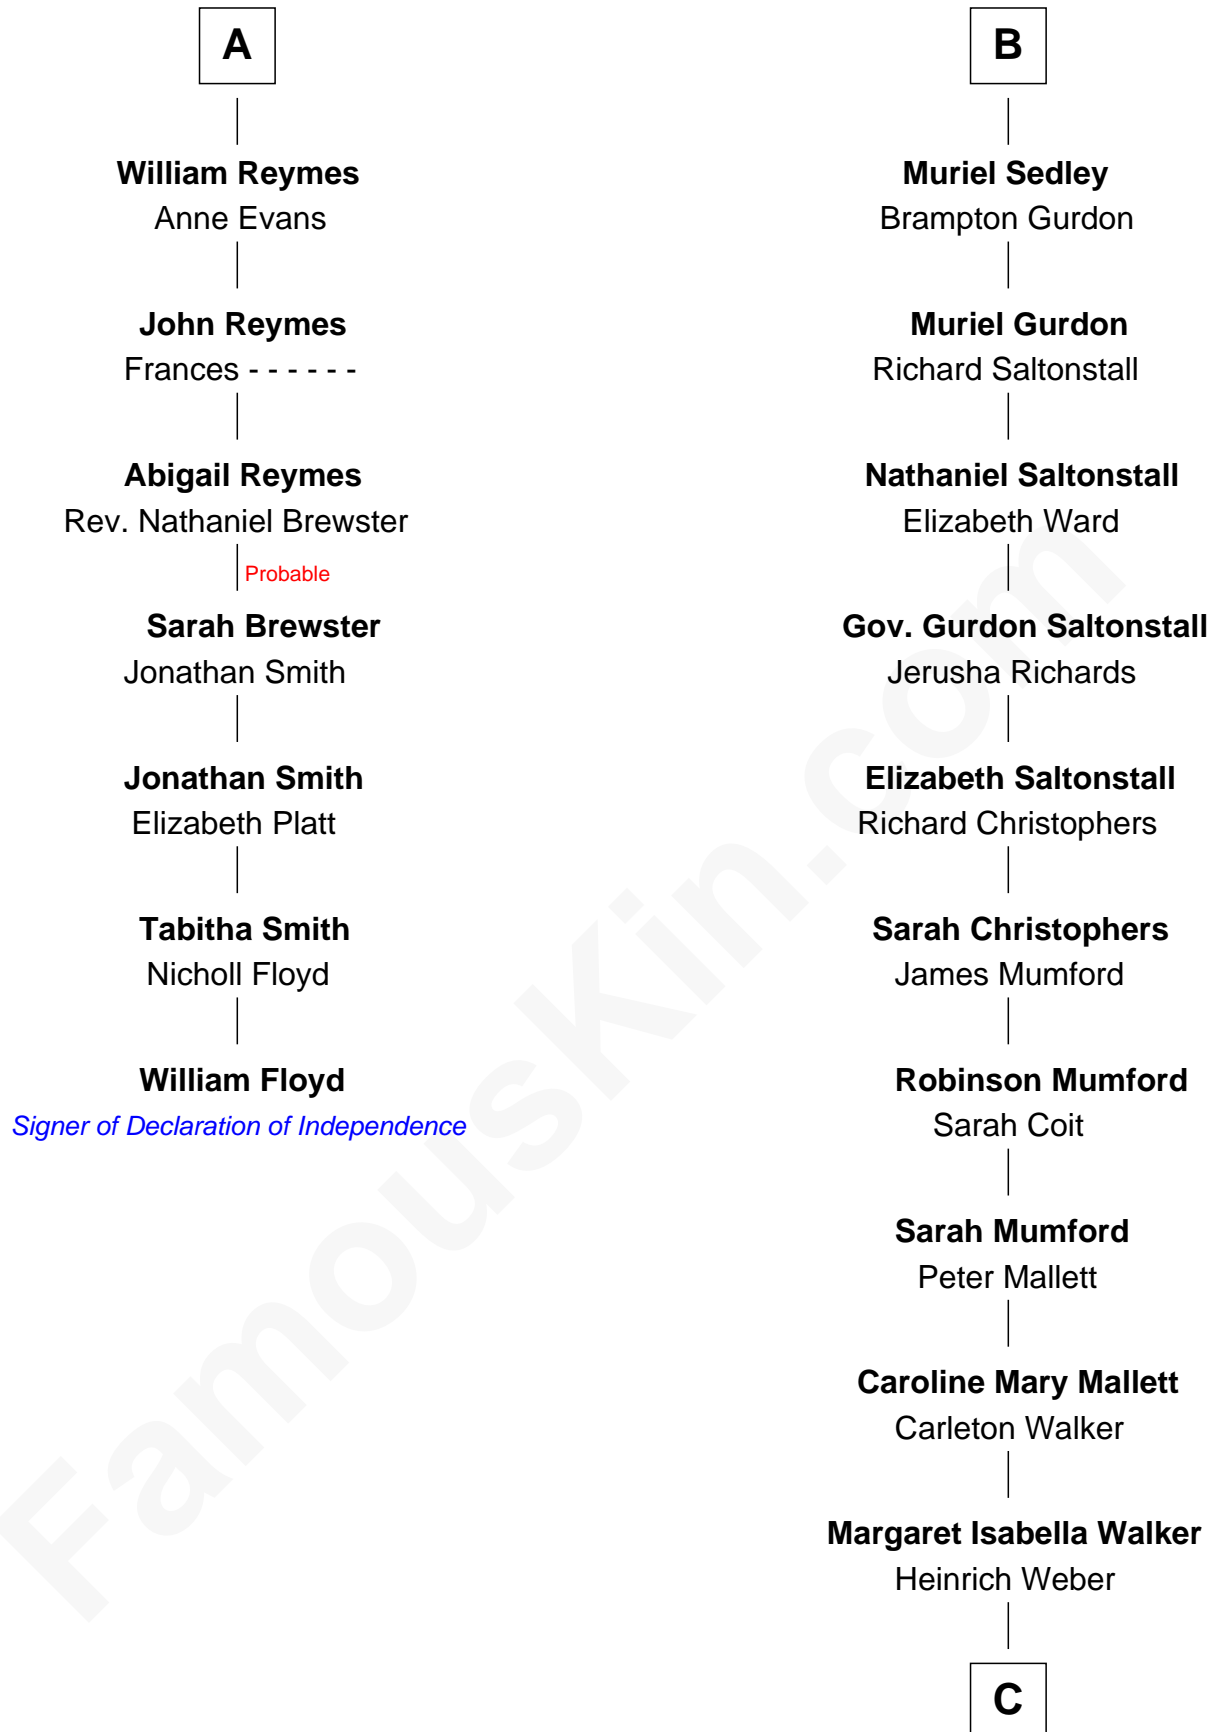 A
William Reymes
Anne Evans
John Reymes
Frances - - - - - -
Abigail Reymes
Rev. Nathaniel Brewster
Probable
Sarah Brewster
Jonathan Smith
Jonathan Smith
Elizabeth Platt
Tabitha Smith
Nicholl Floyd
William Floyd
Signer of Declaration of Independence
B
Muriel Sedley
Brampton Gurdon
Muriel Gurdon
Richard Saltonstall
Nathaniel Saltonstall
Elizabeth Ward
Gov. Gurdon Saltonstall
Jerusha Richards
Elizabeth Saltonstall
Richard Christophers
Sarah Christophers
James Mumford
Robinson Mumford
Sarah Coit
Sarah Mumford
Peter Mallett
Caroline Mary Mallett
Carleton Walker
Margaret Isabella Walker
Heinrich Weber
C
FamousKin.com